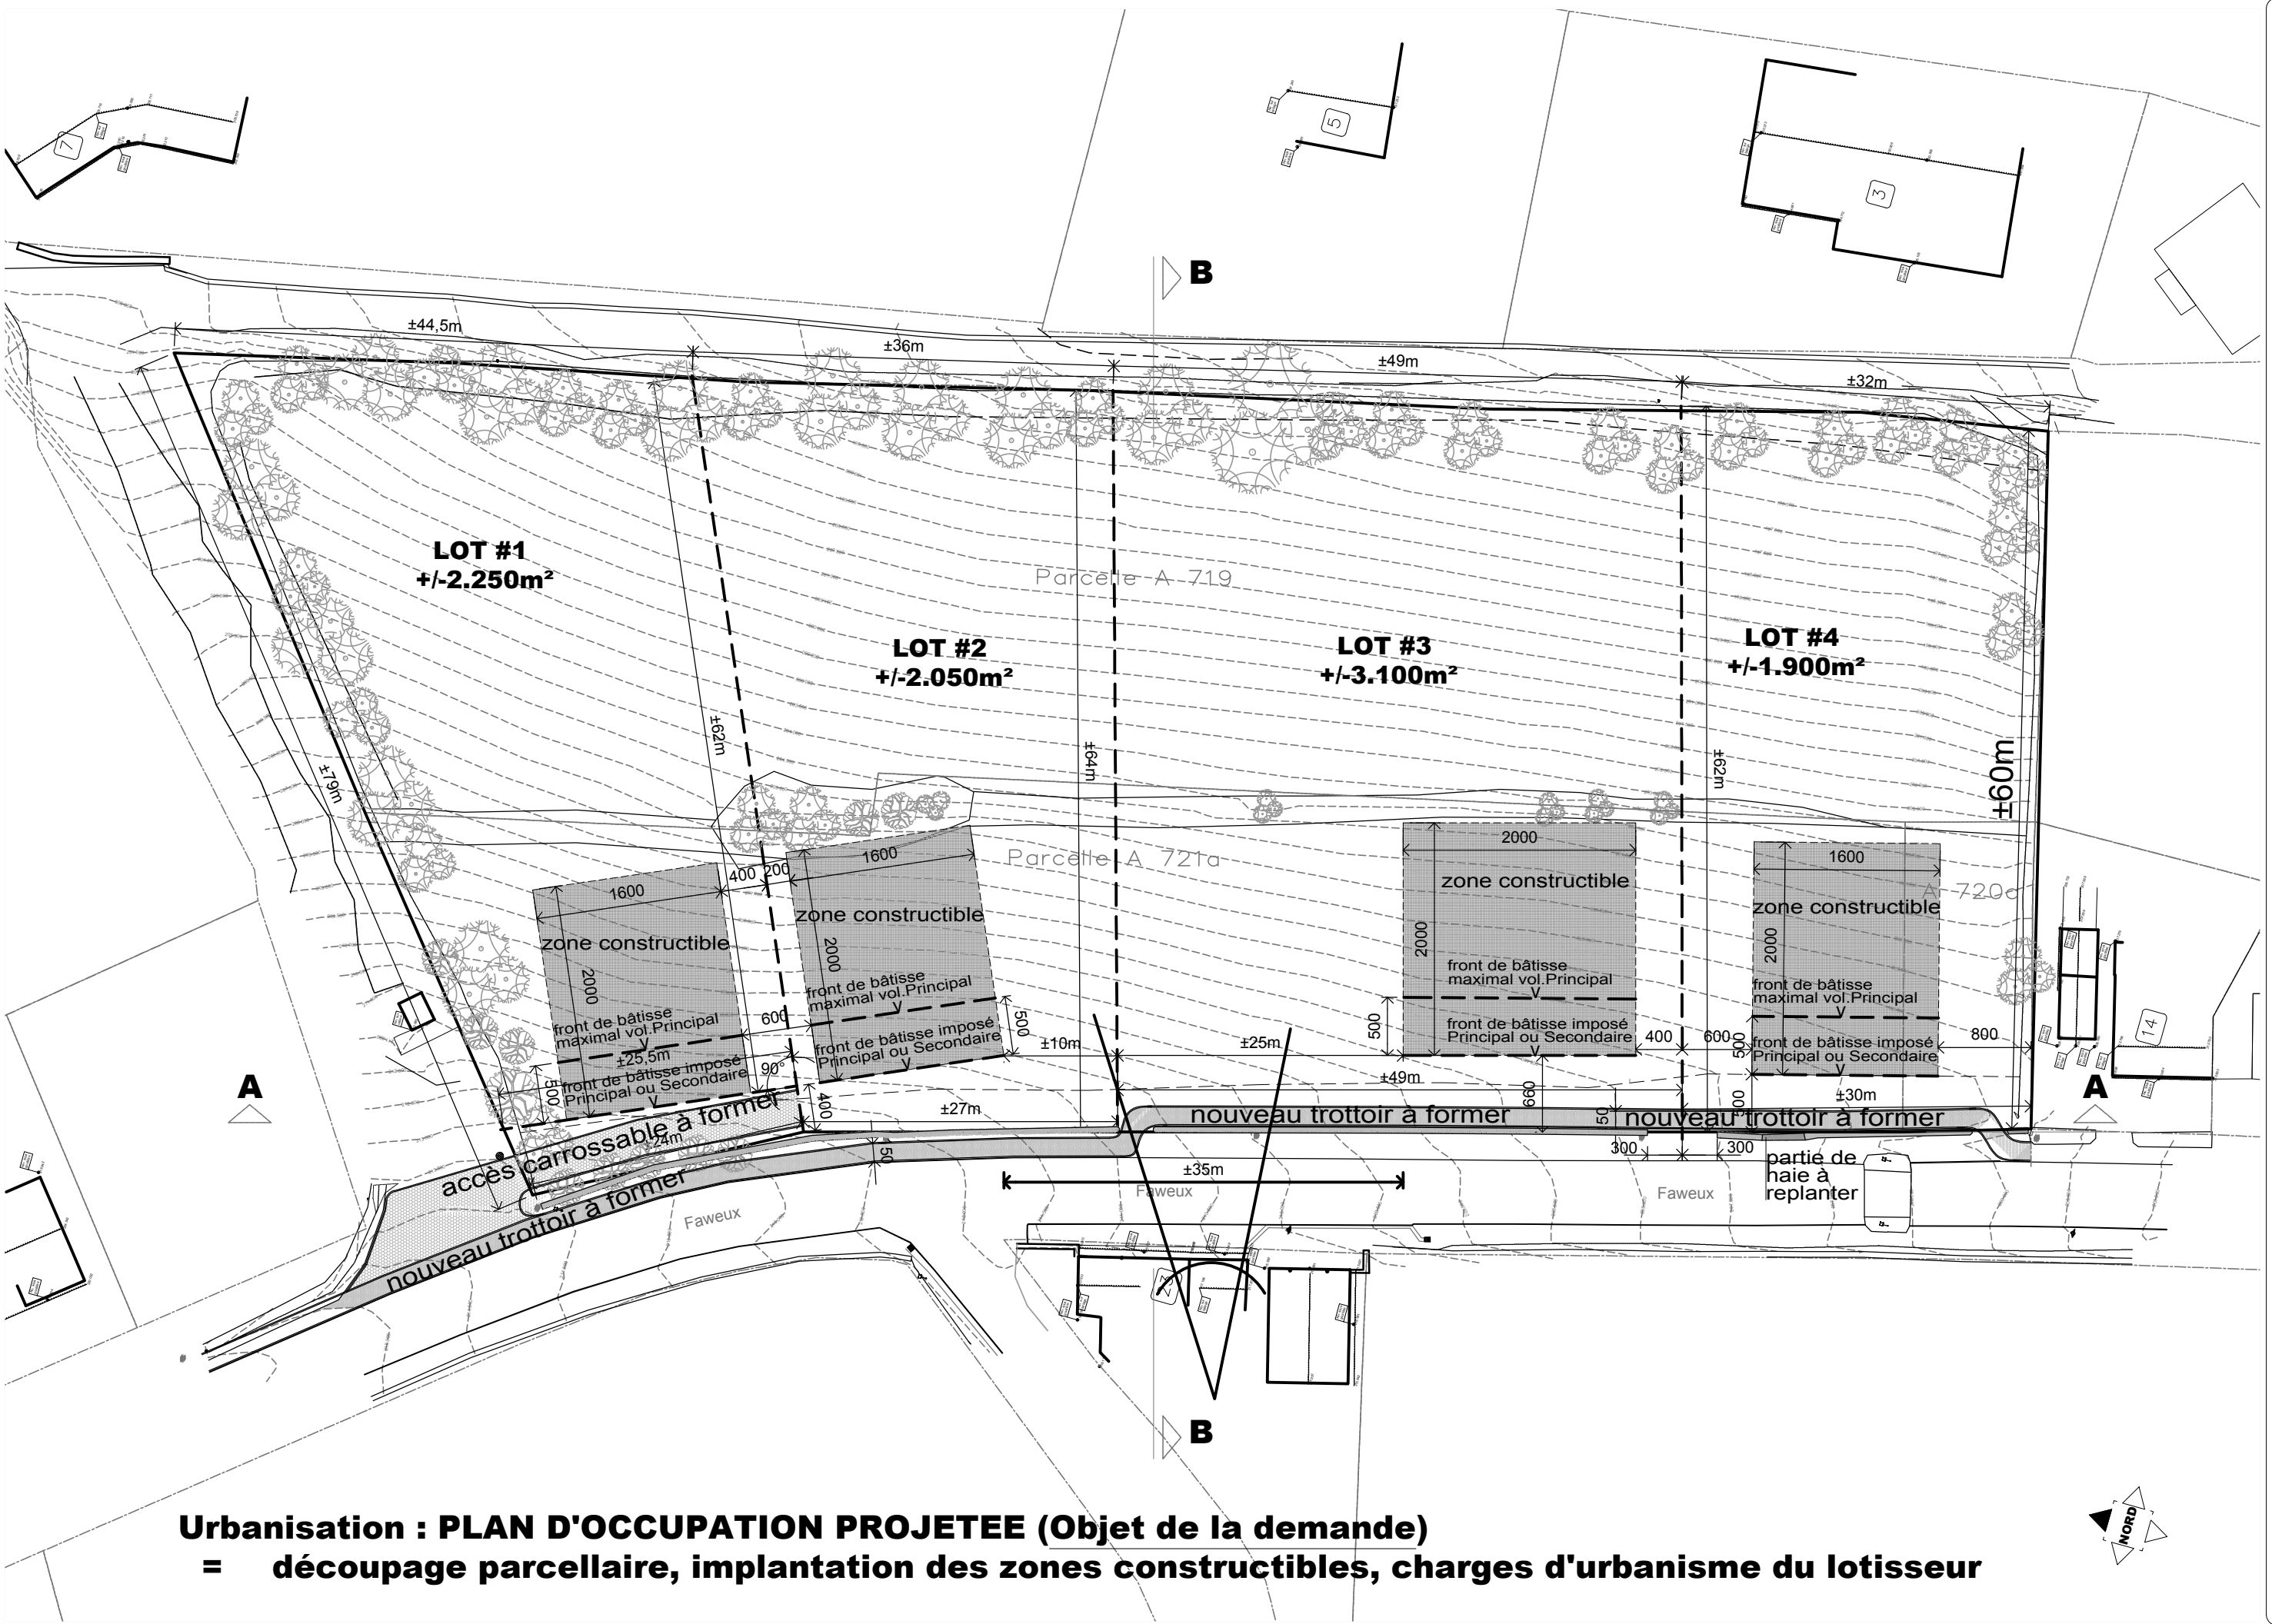 7
5
3
B
±44,5m
±36m
±49m
±32m
LOT #1
+/-2.250m²
Parcelle A 719
LOT #2
+/-2.050m²
LOT #3
+/-3.100m²
LOT #4
+/-1.900m²
±79m
±62m
±64m
±62m
±60m
1600
400
200
1600
Parcelle A 721a
2000
1600
zone constructible
zone constructible
zone constructible
zone constructible
2000
2000
2000
2000
front de bâtisse
maximal vol.Principal
V
front de bâtisse
maximal vol.Principal
V
front de bâtisse
maximal vol.Principal
V
front de bâtisse
maximal vol.Principal
V
600
±25,5m
90°
front de bâtisse imposé
Principal ou Secondaire
V
front de bâtisse imposé
Principal ou Secondaire
V
front de bâtisse imposé
Principal ou Secondaire
V
front de bâtisse imposé
Principal ou Secondaire
V
500
500
±10m
±25m
500
400
600
500
800
14
A
A
400
±27m
±49m
660
500
±30m
accès carrossable à former
±24m
nouveau trottoir à former
nouveau trottoir à former
nouveau trottoir à former
300
300
±35m
partie de
haie à
replanter
Faweux
Faweux
Faweux
23
B
NORD
Urbanisation : PLAN D'OCCUPATION PROJETEE (Objet de la demande)
= découpage parcellaire, implantation des zones constructibles, charges d'urbanisme du lotisseur